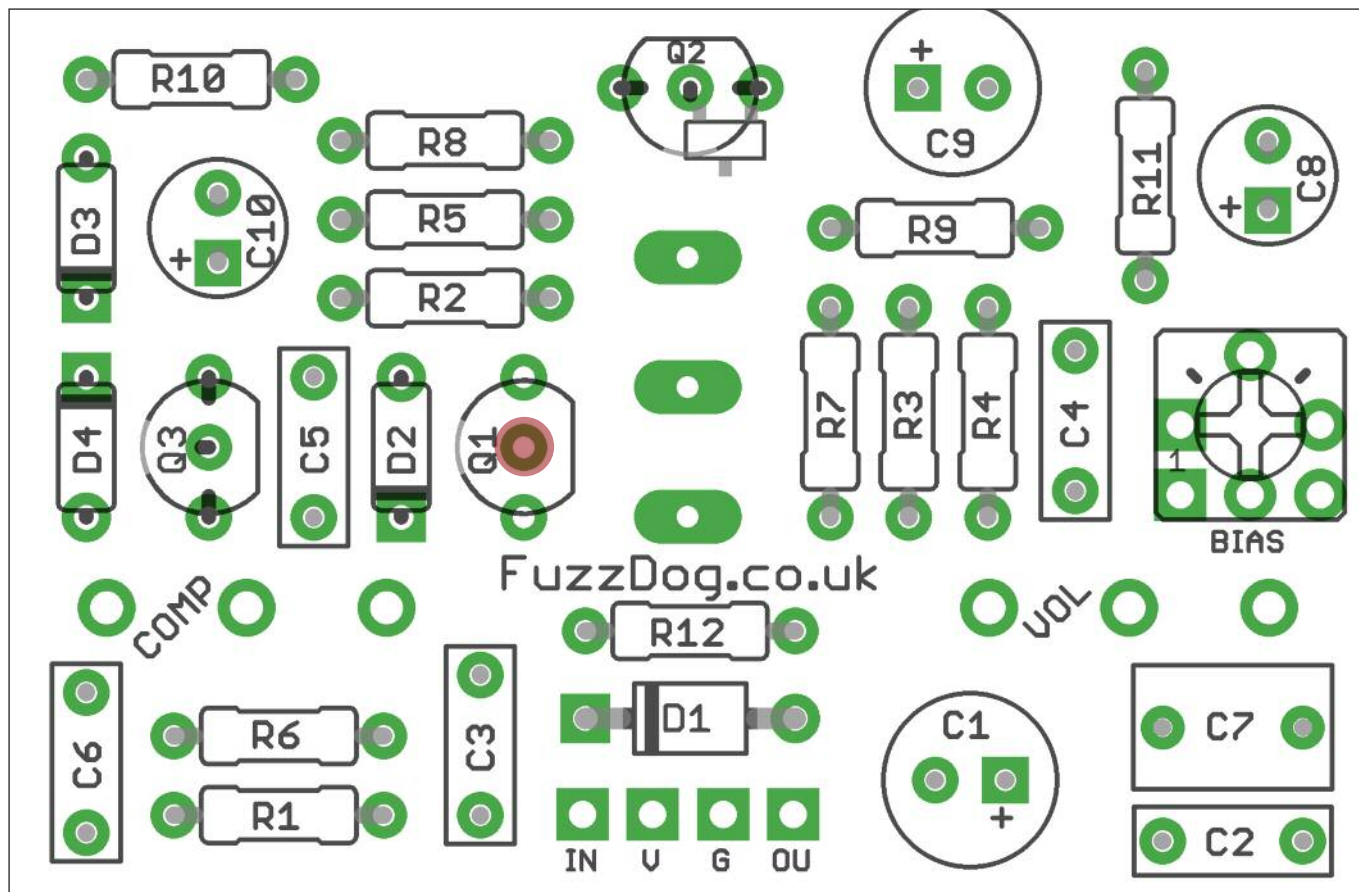 R10
Q2
+
C9
R8
R11
C8
+
D3
C10
+
R5
R9
R2
D4
Q3
C5
D2
Q1
R7
R3
R4
C4
1
BIAS
FuzzDog.co.uk
COMP
VOL
R12
C6
R6
C3
D1
C1
+
C7
R1
C2
IN V G OU